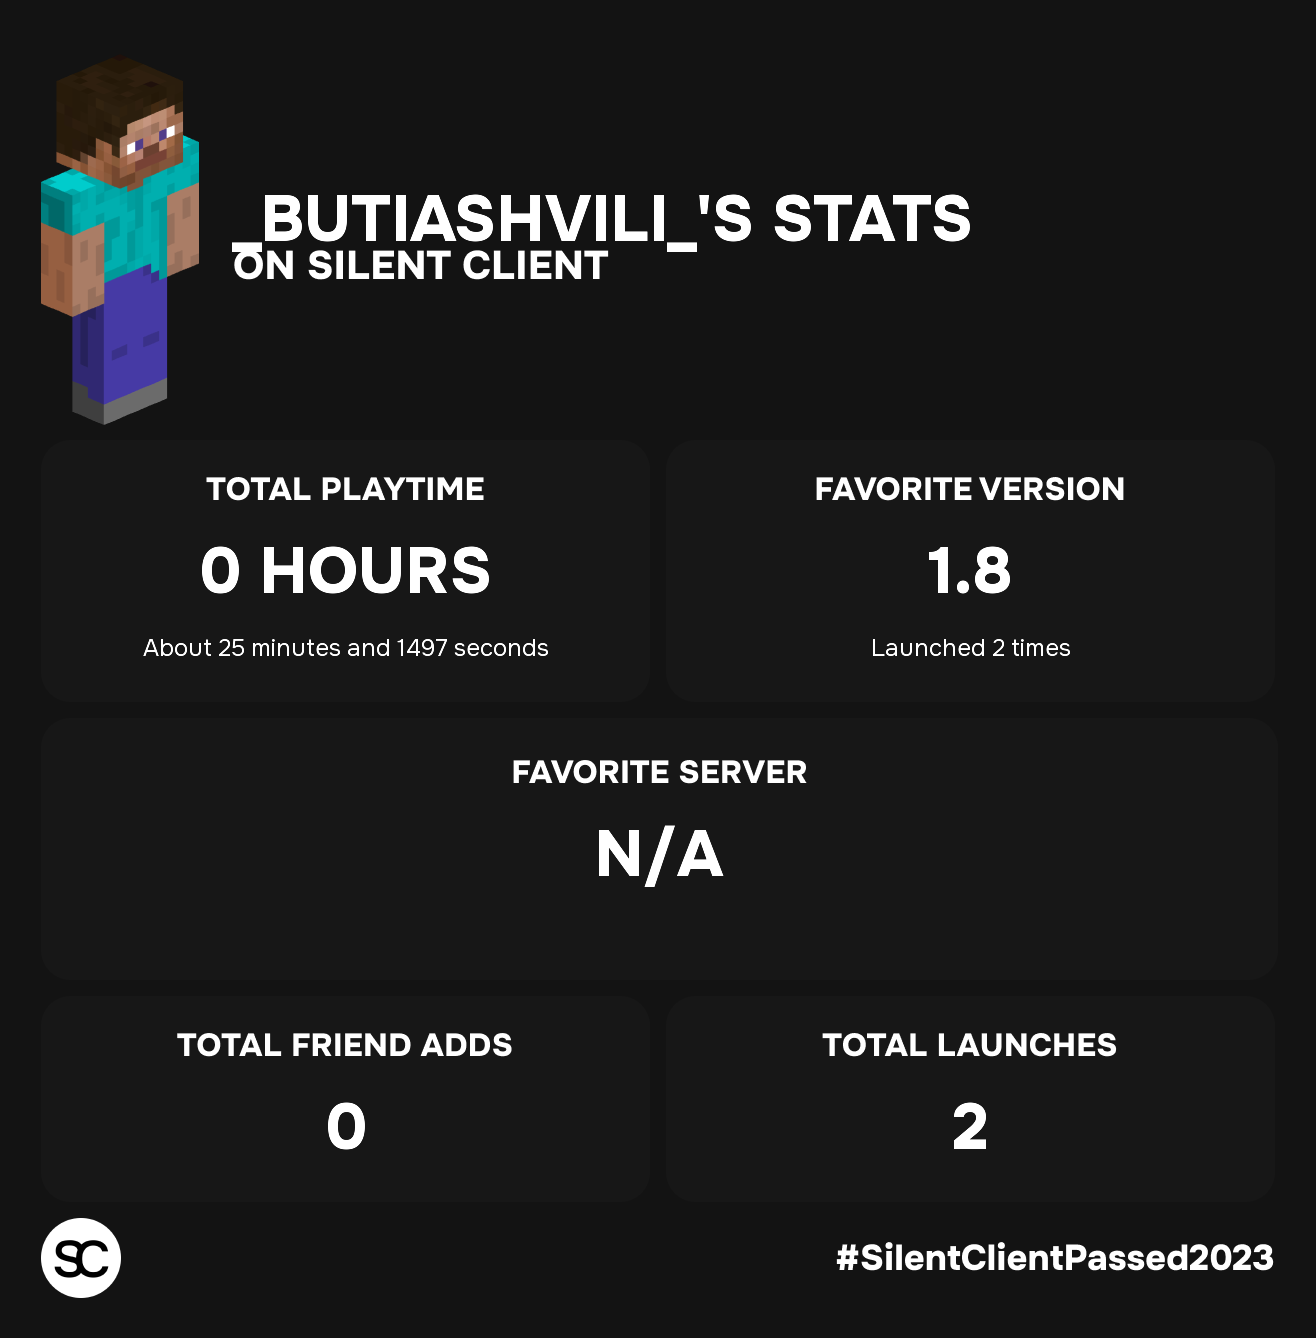 _BUTIASHVILI_'S STATS
ON SILENT CLIENT
TOTAL PLAYTIME
0 HOURS
About 25 minutes and 1497 seconds
FAVORITE VERSION
1.8
Launched 2 times
FAVORITE SERVER
N/A
TOTAL FRIEND ADDS
0
TOTAL LAUNCHES
2
SC
#SilentClientPassed2023